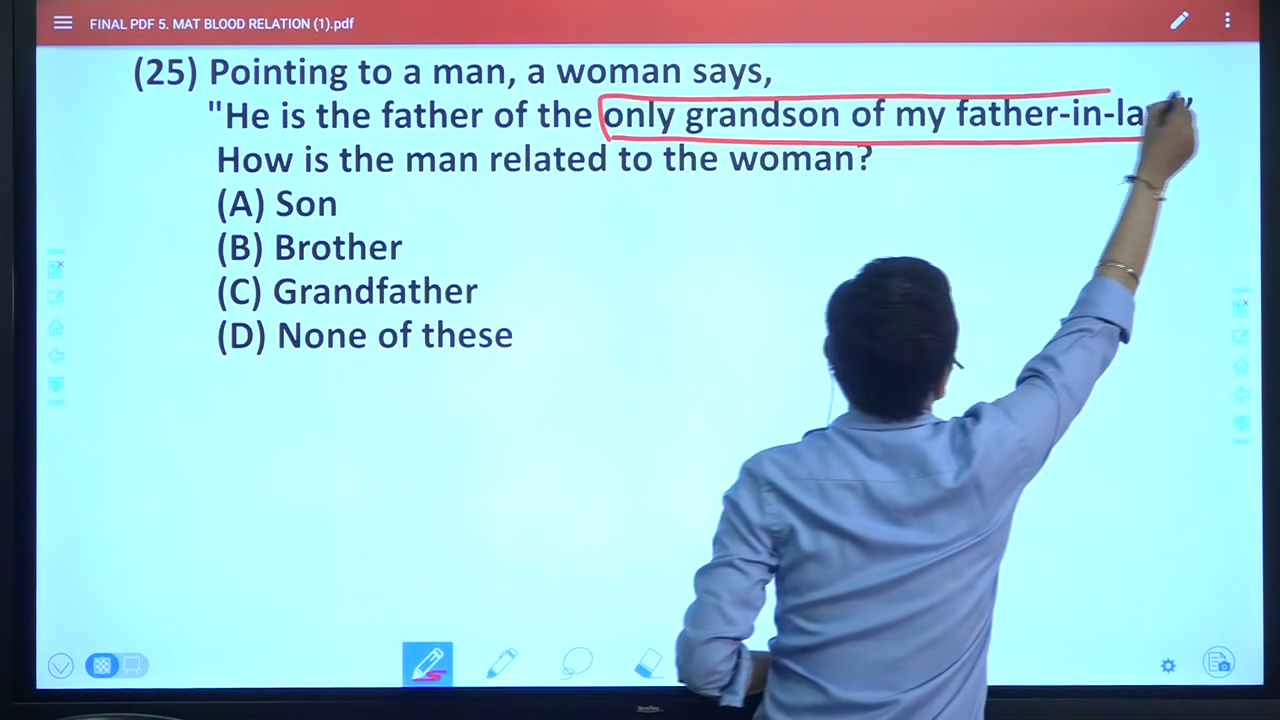 FINAL PDF 5. MAT BLOOD RELATION (1).pdf
(25) Pointing to a man, a woman says,
"He is the father of the only grandson of my father-in-
How is the man related to the woman?
(A) Son
(B) Brother
(C) Grandfather
(D) None of these